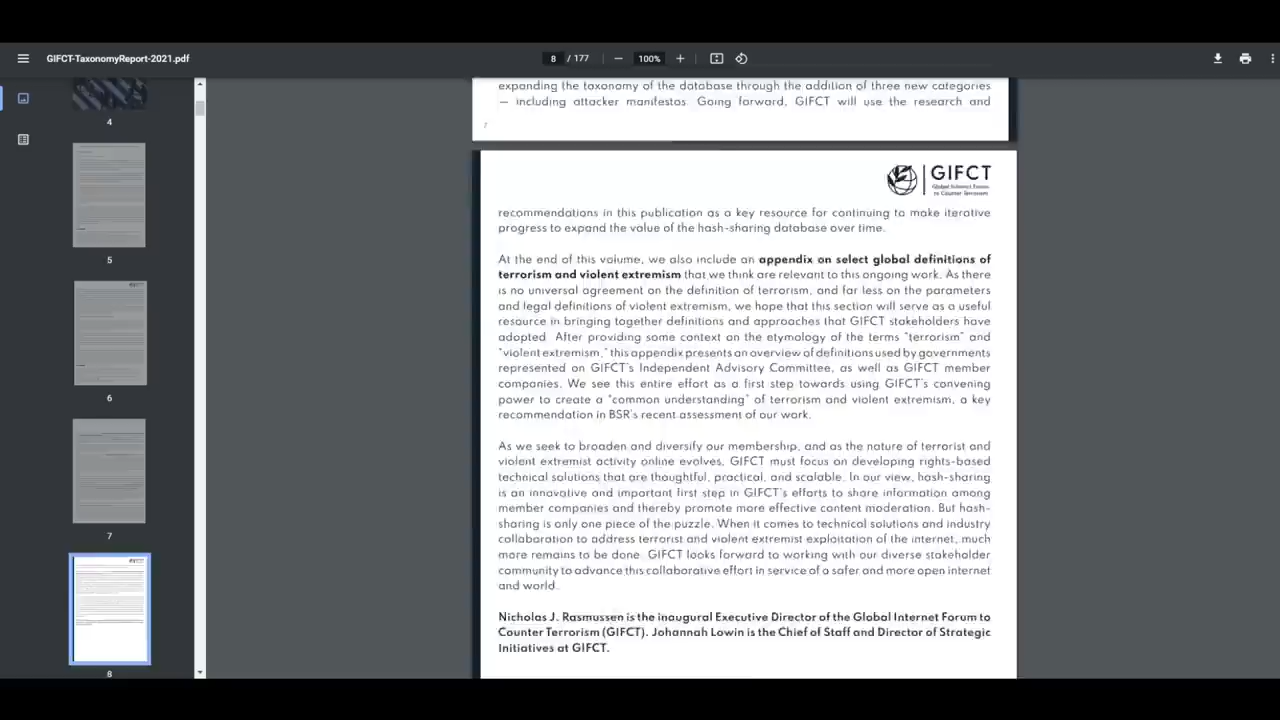 GIFCT-TaxonomyReport-2021.pdf
8 / 177
100%
4
5
6
7
8
expanding the taxonomy of the database through the addition of three new categories
— including attacker manifestos. Going forward, GIFCT will use the research and
7
GIFCT
Global Internet Forum
to Counter Terrorism
recommendations in this publication as a key resource for continuing to make iterative
progress to expand the value of the hash-sharing database over time.
At the end of this volume, we also include an appendix on select global definitions of
terrorism and violent extremism that we think are relevant to this ongoing work. As there
is no universal agreement on the definition of terrorism, and far less on the parameters
and legal definitions of violent extremism, we hope that this section will serve as a useful
resource in bringing together definitions and approaches that GIFCT stakeholders have
adopted. After providing some context on the etymology of the terms "terrorism" and
"violent extremism," this appendix presents an overview of definitions used by governments
represented on GIFCT's Independent Advisory Committee, as well as GIFCT member
companies. We see this entire effort as a first step towards using GIFCT's convening
power to create a "common understanding" of terrorism and violent extremism, a key
recommendation in BSR's recent assessment of our work.
As we seek to broaden and diversify our membership, and as the nature of terrorist and
violent extremist activity online evolves, GIFCT must focus on developing rights-based
technical solutions that are thoughtful, practical, and scalable. In our view, hash-sharing
is an innovative and important first step in GIFCT's efforts to share information among
member companies and thereby promote more effective content moderation. But hash-
sharing is only one piece of the puzzle. When it comes to technical solutions and industry
collaboration to address terrorist and violent extremist exploitation of the internet, much
more remains to be done. GIFCT looks forward to working with our diverse stakeholder
community to advance this collaborative effort in service of a safer and more open internet
and world.
Nicholas J. Rasmussen is the inaugural Executive Director of the Global Internet Forum to
Counter Terrorism (GIFCT). Johannah Lowin is the Chief of Staff and Director of Strategic
Initiatives at GIFCT.